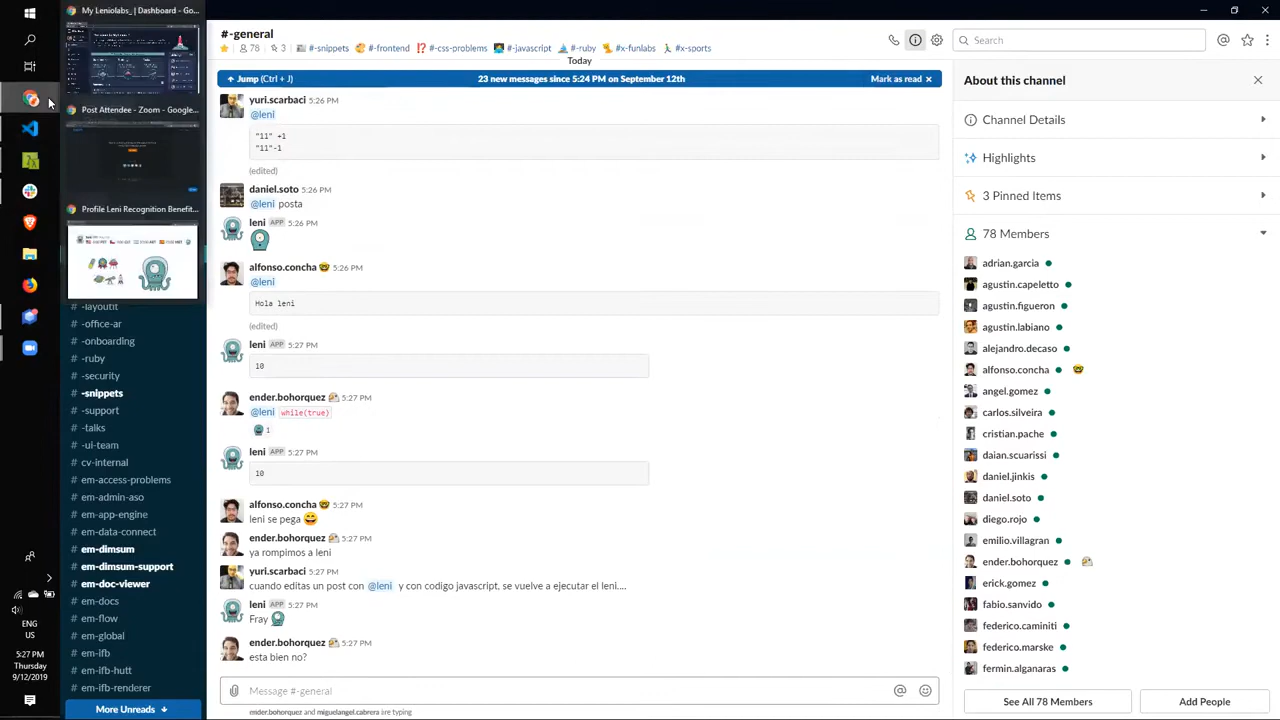 My Leniolabs_ | Dashboard - Go...
Post Attendee - Zoom - Google...
Profile Leni Recognition Benefit...
-layoutit
# -office-ar
# -onboarding
# -ruby
# -security
# -snippets
# -support
# -talks
# -ui-team
# cv-internal
# em-access-problems
# em-admin-aso
# em-app-engine
# em-data-connect
# em-dimsum
# em-dimsum-support
# em-doc-viewer
# em-docs
# em-flow
# em-global
# em-ifb
# em-ifb-hutt
# em-ifb-renderer
More Unreads ↓
ENG
US
5:27 PM
Thursday
9/12/2019
#-general
78 3 #-snippets #-frontend #-css-problems #-javascript #-ruby #x-funlabs #x-sports
Search
Today
↑ Jump (Ctrl + J) 23 new messages since 5:24 PM on September 12th Mark as read ×
yuri.scarbaci 5:26 PM
@leni
"11" +1
"11"-1
(edited)
daniel.soto 5:26 PM
@leni posta
leni APP 5:26 PM
alfonso.concha 5:26 PM
@leni
Hola leni
(edited)
leni APP 5:27 PM
10
ender.bohorquez 5:27 PM
@leni while(true)
1
leni APP 5:27 PM
10
alfonso.concha 5:27 PM
leni se pega
ender.bohorquez 5:27 PM
ya rompimos a leni
yuri.scarbaci 5:27 PM
cuando editas un post con @leni y con codigo javascript, se vuelve a ejecutar el leni....
leni APP 5:27 PM
Fray
ender.bohorquez 5:27 PM
esta bien no?
Message #-general
ender.bohorquez and miguelangel.cabrera are typing
About this channel
Channel Details
Highlights
3 Pinned Items
78 Members
adrian.garcia
agustin.capeletto
agustin.figueron
agustin.labiano
alejandro.decaso
alfonso.concha
angel.gomez
carlos.silveira
cristian.pache
daian.scuarissi
daniel.jinkis
daniel.soto
diego.rojo
emilio.villagran
ender.bohorquez
erick.gomez
fabio.sanvido
federico.caminiti
federico.marske
fermin.alganaras
See All 78 Members
Add People